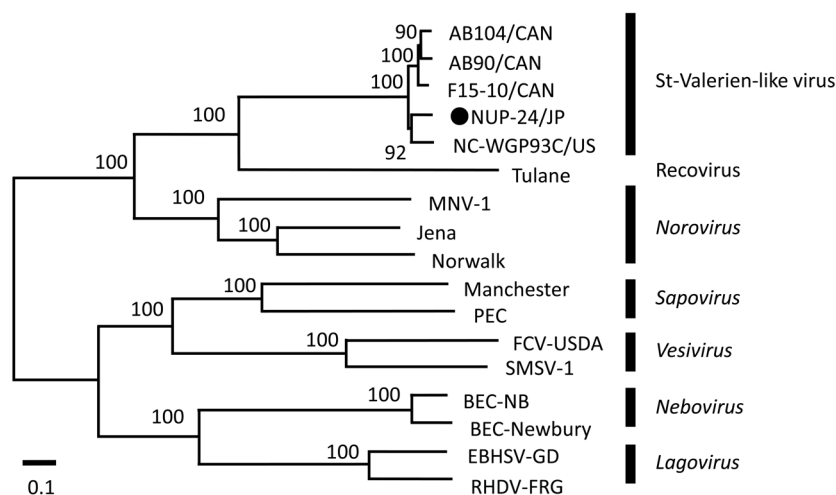 90
AB104/CAN
100
AB90/CAN
100
F15-10/CAN
St-Valerien-like virus
100
NUP-24/JP
92
NC-WGP93C/US
100
Tulane
Recovirus
100
MNV-1
100
Jena
Norovirus
Norwalk
100
Manchester
Sapovirus
100
PEC
100
FCV-USDA
Vesivirus
SMSV-1
100
BEC-NB
Nebovirus
100
BEC-Newbury
100
EBHSV-GD
Lagovirus
RHDV-FRG
0.1